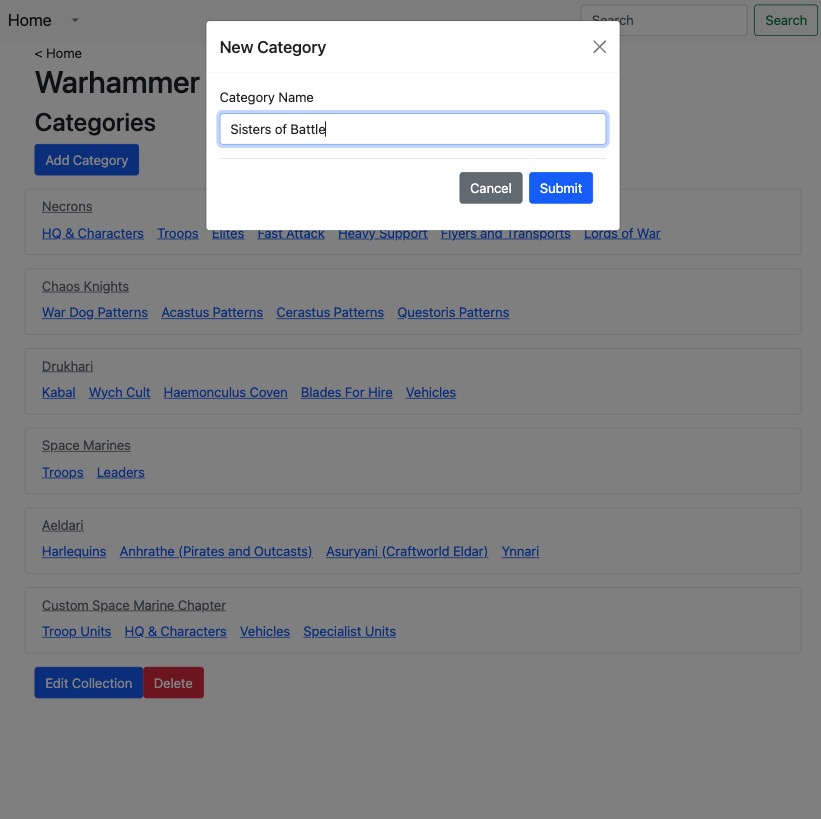 Home
Search
Search
< Home
Warhammer
Categories
Add Category
New Category
Category Name
Sisters of Battle
Cancel
Submit
Necrons
HQ & Characters Troops Elites Fast Attack Heavy Support Flyers and Transports Lords of War
Chaos Knights
War Dog Patterns Acastus Patterns Cerastus Patterns Questoris Patterns
Drukhari
Kabal Wych Cult Haemonculus Coven Blades For Hire Vehicles
Space Marines
Troops Leaders
Aeldari
Harlequins Anhrathe (Pirates and Outcasts) Asuryani (Craftworld Eldar) Ynnari
Custom Space Marine Chapter
Troop Units HQ & Characters Vehicles Specialist Units
Edit Collection Delete